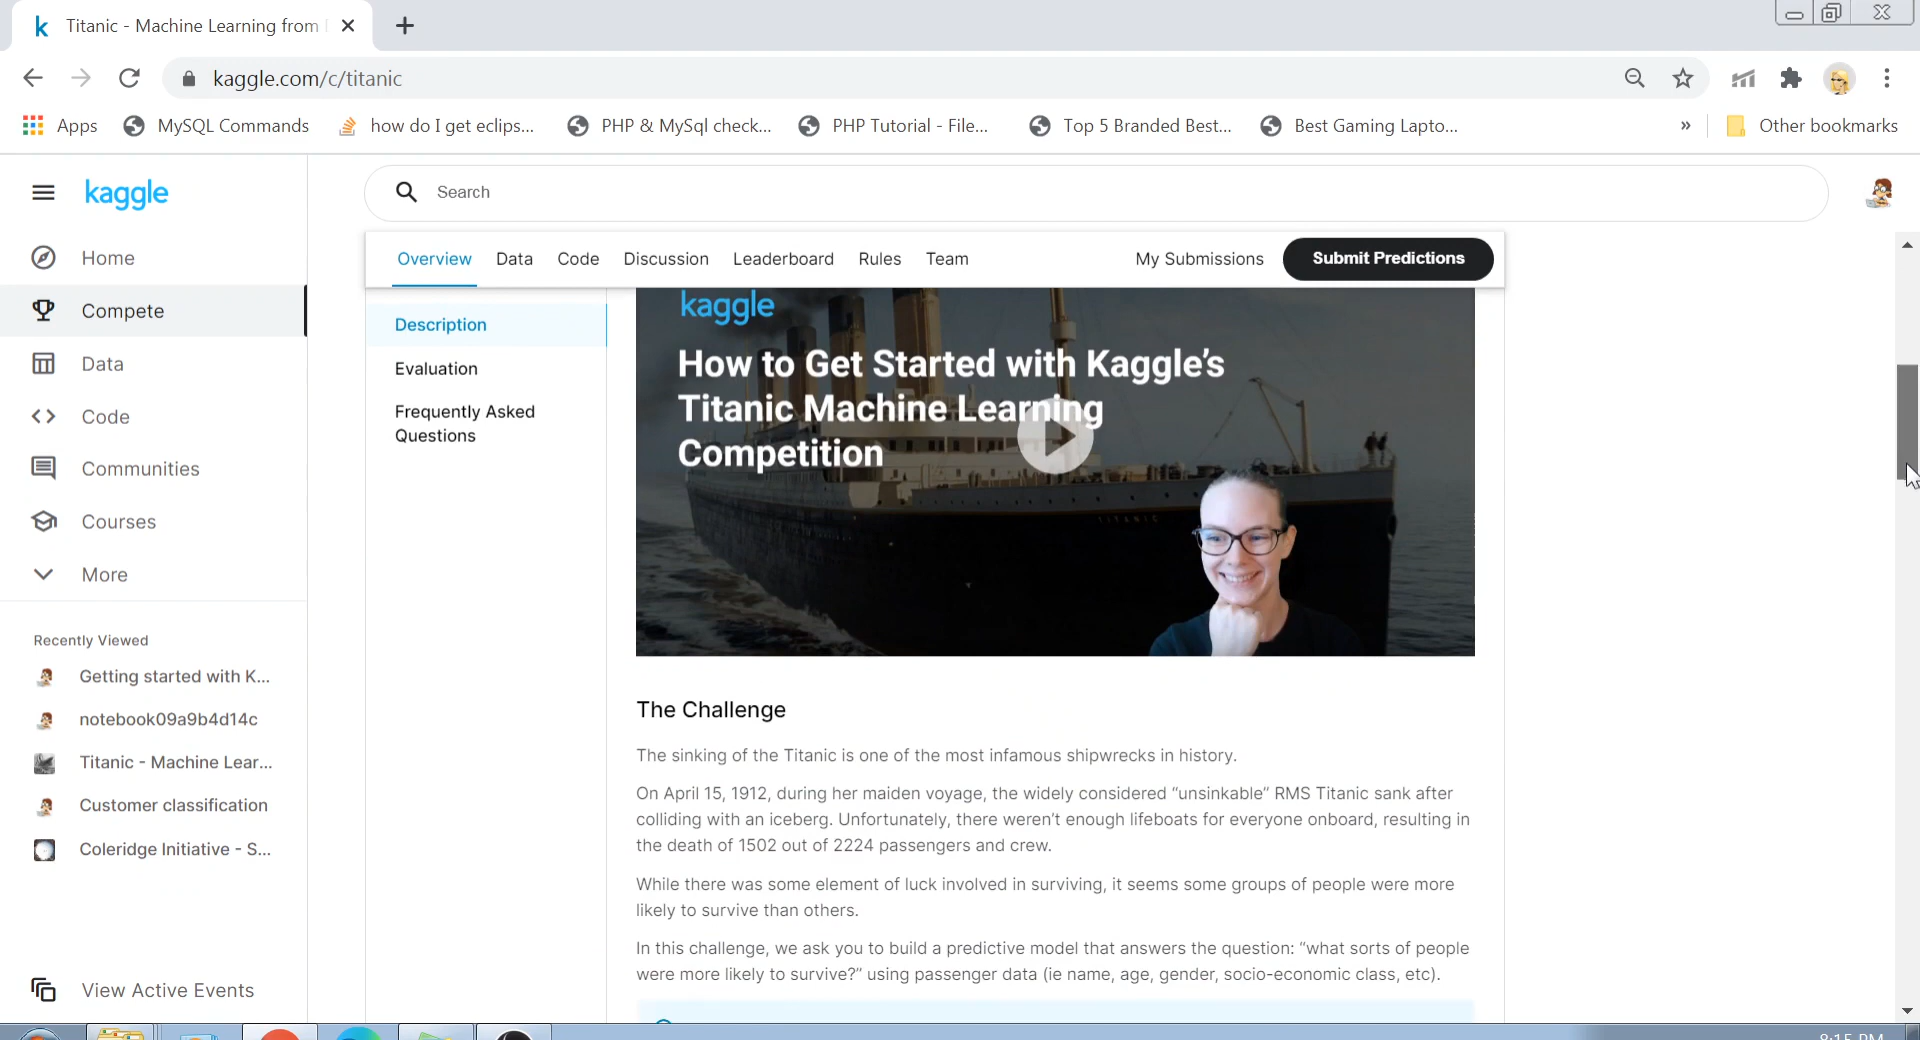 Titanic - Machine Learning from
kaggle.com/c/titanic
Apps
MySQL Commands
how do I get eclips...
PHP & MySql check...
PHP Tutorial - File...
Top 5 Branded Best...
Best Gaming Lapto...
»
Other bookmarks
kaggle
Search
Home
Compete
Data
Code
Communities
Courses
More
Recently Viewed
Getting started with K...
notebook09a9b4d14c
Titanic - Machine Lear...
Customer classification
Coleridge Initiative - S...
View Active Events
Overview
Data
Code
Discussion
Leaderboard
Rules
Team
My Submissions
Submit Predictions
Description
Evaluation
Frequently Asked
Questions
kaggle
How to Get Started with Kaggle's
Titanic Machine Learning
Competition
TITANIC
The Challenge
The sinking of the Titanic is one of the most infamous shipwrecks in history.
On April 15, 1912, during her maiden voyage, the widely considered “unsinkable” RMS Titanic sank after
colliding with an iceberg. Unfortunately, there weren’t enough lifeboats for everyone onboard, resulting in
the death of 1502 out of 2224 passengers and crew.
While there was some element of luck involved in surviving, it seems some groups of people were more
likely to survive than others.
In this challenge, we ask you to build a predictive model that answers the question: “what sorts of people
were more likely to survive?” using passenger data (ie name, age, gender, socio-economic class, etc).
8:15 PM